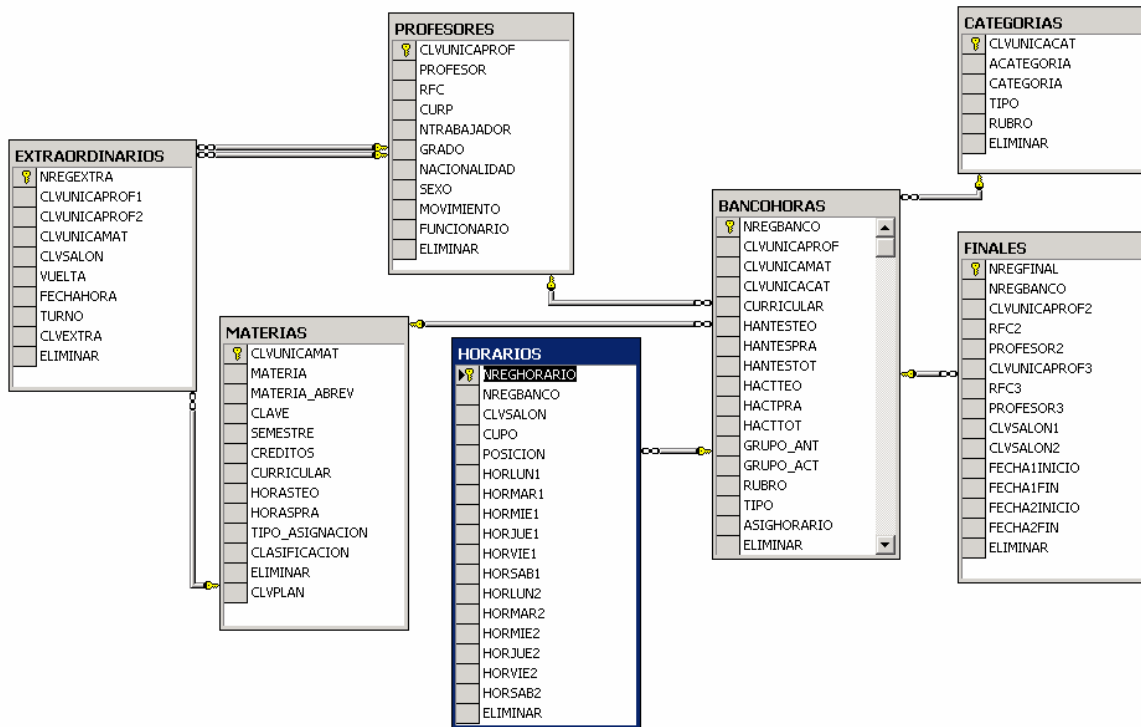 PROFESORES
CLVUNICAPROF
PROFESOR
RFC
CURP
NTRABAJADOR
GRADO
NACIONALIDAD
SEXO
MOVIMIENTO
FUNCIONARIO
ELIMINAR
CATEGORIAS
CLVUNICACAT
ACATEGORIA
CATEGORIA
TIPO
RUBRO
ELIMINAR
EXTRAORDINARIOS
NREGEXTRA
CLVUNICAPROF1
CLVUNICAPROF2
CLVUNICAMAT
CLVSALON
VUELTA
FECHAHORA
TURNO
CLVEXTRA
ELIMINAR
BANCOHORAS
NREGBANCO
CLVUNICAPROF
CLVUNICAMAT
CLVUNICACAT
CURRICULAR
HANTESTEO
HANTESPRA
HANTESTOT
HACTTEO
HACTPRA
HACTTOT
GRUPO_ANT
GRUPO_ACT
RUBRO
TIPO
ASIGHORARIO
ELIMINAR
FINALES
NREGFINAL
NREGBANCO
CLVUNICAPROF2
RFC2
PROFESOR2
CLVUNICAPROF3
RFC3
PROFESOR3
CLVSALON1
CLVSALON2
FECHA1INICIO
FECHA1FIN
FECHA2INICIO
FECHA2FIN
ELIMINAR
MATERIAS
CLVUNICAMAT
MATERIA
MATERIA_ABREV
CLAVE
SEMESTRE
CREDITOS
CURRICULAR
HORASTEO
HORASPRA
TIPO_ASIGNACION
CLASIFICACION
ELIMINAR
CLVPLAN
HORARIOS
NREGHORARIO
NREGBANCO
CLVSALON
CUPO
POSICION
HORLUN1
HORMAR1
HORMIE1
HORJUE1
HORVIE1
HORSAB1
HORLUN2
HORMAR2
HORMIE2
HORJUE2
HORVIE2
HORSAB2
ELIMINAR